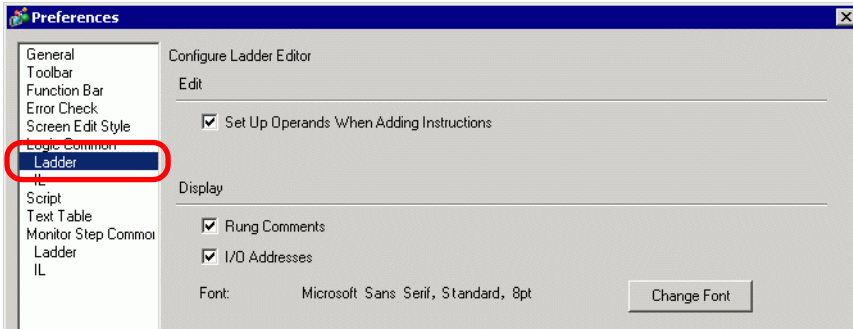 Preferences
General
Toolbar
Function Bar
Error Check
Screen Edit Style
Logic Common
Ladder
IL
Script
Text Table
Monitor Step Commor
Ladder
IL
Configure Ladder Editor
Edit
Set Up Operands When Adding Instructions
Display
Rung Comments
I/O Addresses
Font: Microsoft Sans Serif, Standard, 8pt Change Font